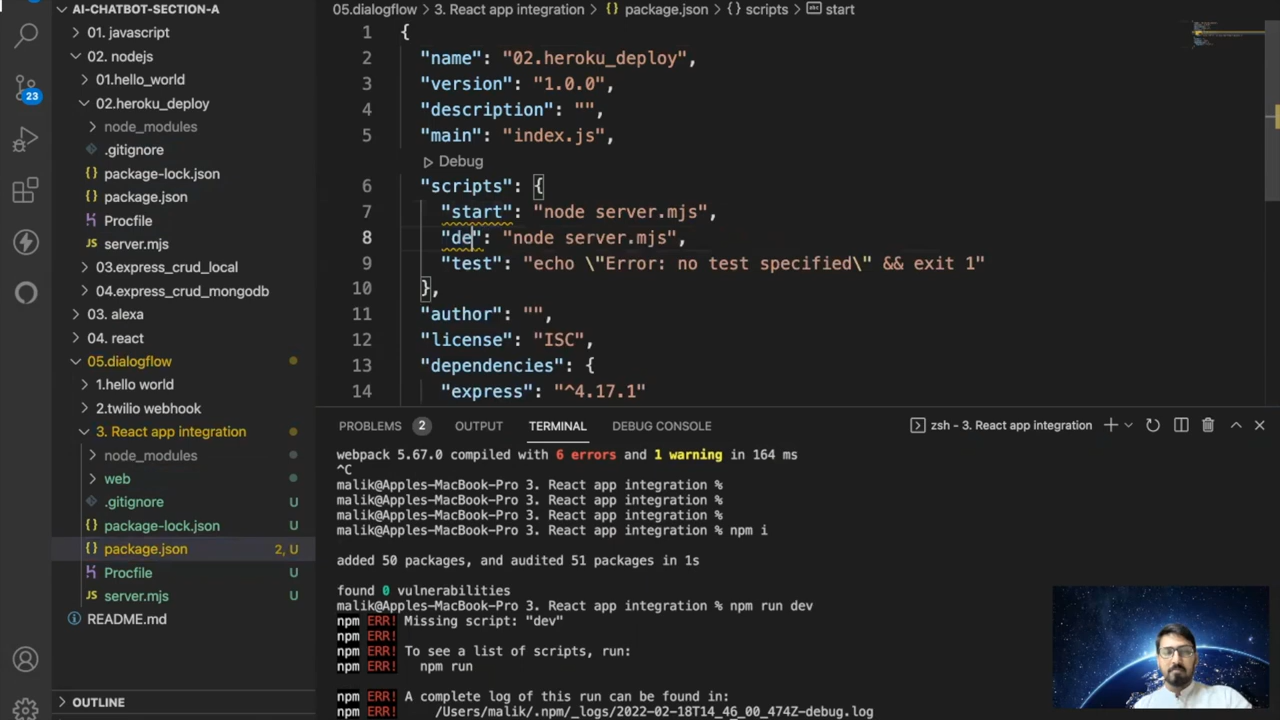 AI-CHATBOT-SECTION-A
01. javascript
02. nodejs
01.hello_world
02.heroku_deploy
node_modules
.gitignore
package-lock.json
package.json
Procfile
server.mjs
03.express_crud_local
04.express_crud_mongodb
03. alexa
04. react
05.dialogflow
1.hello world
2.twilio webhook
3. React app integration
node_modules
web
.gitignore U
package-lock.json U
package.json 2, U
Procfile U
server.mjs U
README.md
OUTLINE
23
05.dialogflow > 3. React app integration > {} package.json > {} scripts > abc start
1 {
2 "name": "02.heroku_deploy",
3 "version": "1.0.0",
4 "description": "",
5 "main": "index.js",
Debug
6 "scripts": {
7 "start": "node server.mjs",
8 "de": "node server.mjs",
9 "test": "echo \"Error: no test specified\" && exit 1"
10 },
11 "author": "",
12 "license": "ISC",
13 "dependencies": {
14 "express": "^4.17.1"
PROBLEMS 2 OUTPUT TERMINAL DEBUG CONSOLE zsh - 3. React app integration
webpack 5.67.0 compiled with 6 errors and 1 warning in 164 ms
^C
malik@Apples-MacBook-Pro 3. React app integration %
malik@Apples-MacBook-Pro 3. React app integration %
malik@Apples-MacBook-Pro 3. React app integration %
malik@Apples-MacBook-Pro 3. React app integration % npm i
added 50 packages, and audited 51 packages in 1s
found 0 vulnerabilities
malik@Apples-MacBook-Pro 3. React app integration % npm run dev
npm ERR! Missing script: "dev"
npm ERR!
npm ERR! To see a list of scripts, run:
npm ERR! npm run
npm ERR! A complete log of this run can be found in:
npm ERR! /Users/malik/.npm/_logs/2022-02-18T14_46_00_474Z-debug.log